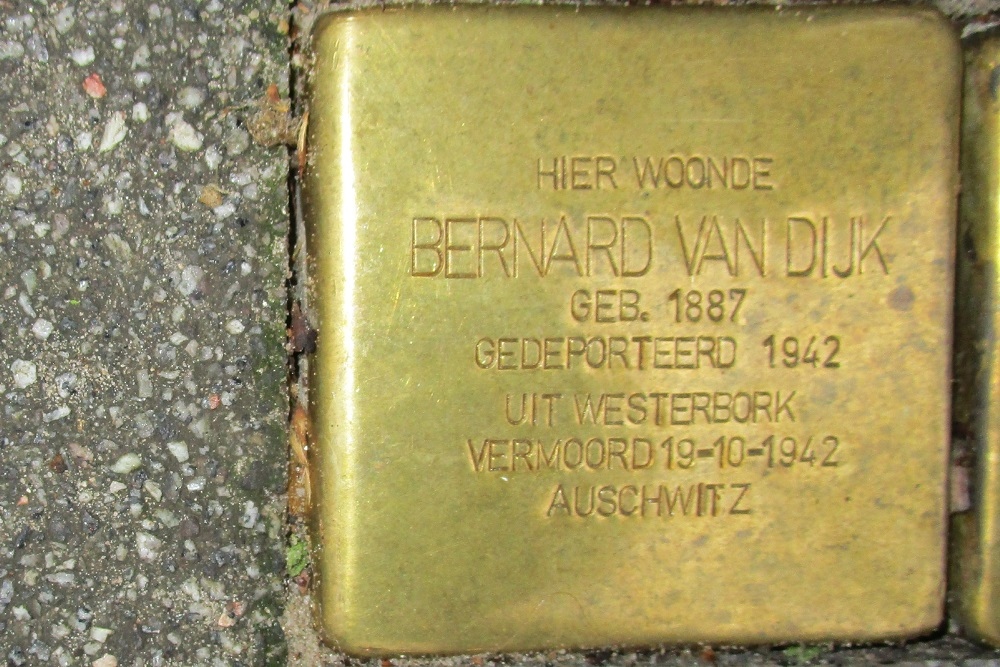 HIER WOONDE
BERNARD VAN DIJK
GEB. 1887
GEDEPORTEERD 1942
UIT WESTERBORK
VERMOORD 19-10-1942
AUSCHWITZ